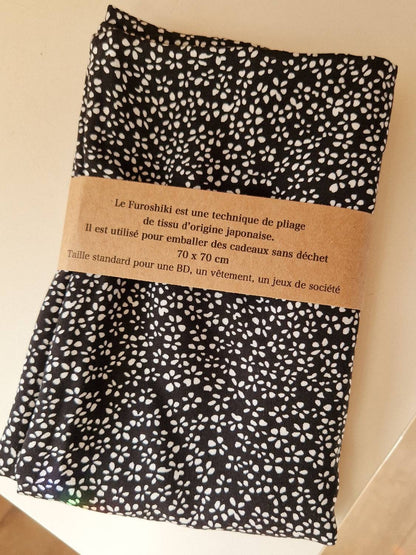 Le Furoshiki est une technique de pliage
de tissu d'origine japonaise.
Il est utilisé pour emballer des cadeaux sans déchet
70 x 70 cm
Taille standard pour une BD, un vêtement, un jeux de société